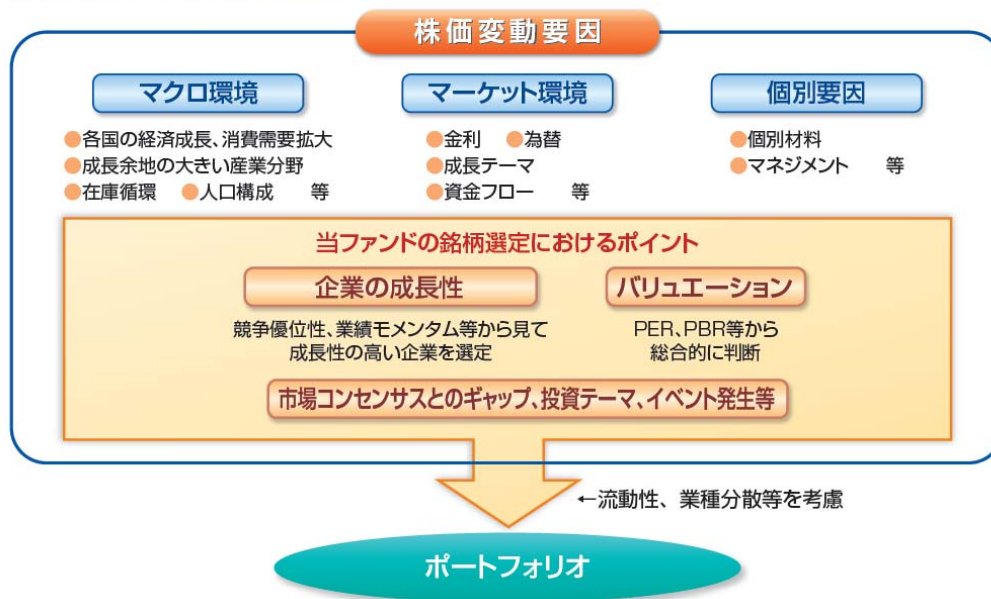 株価変動要因
マクロ環境
●各国の経済成長、消費需要拡大
●成長余地の大きい産業分野
●在庫循環 ●人口構成 等
マーケット環境
●金利 ●為替
●成長テーマ
●資金フロー 等
個別要因
●個別材料
●マネジメント 等
当ファンドの銘柄選定におけるポイント
企業の成長性
競争優位性、業績モメンタム等から見て
成長性の高い企業を選定
バリュエーション
PER、PBR等から
総合的に判断
市場コンセンサスとのギャップ、投資テーマ、イベント発生等
←流動性、業種分散等を考慮
ポートフォリオ